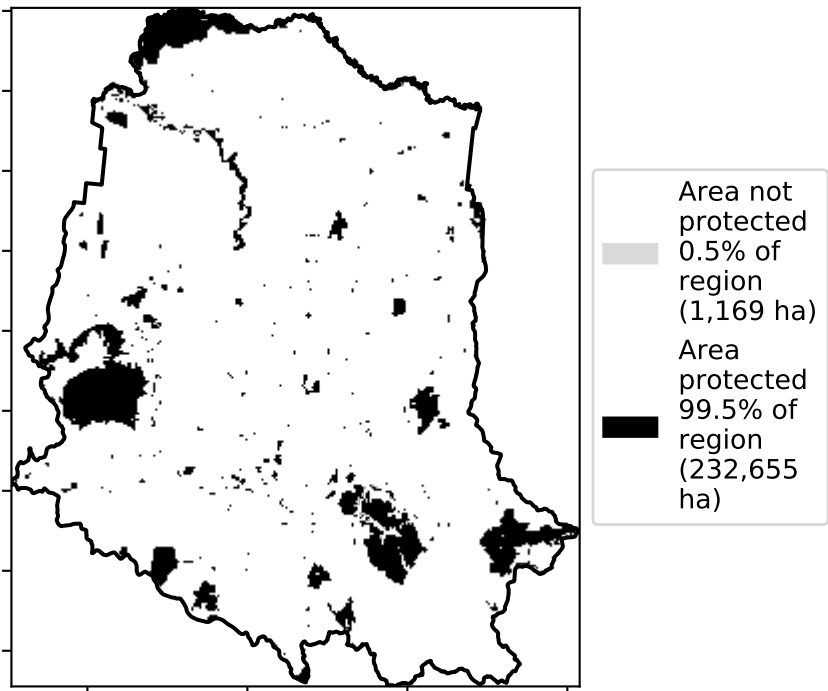 Area not
protected
0.5% of
region
(1,169 ha)
Area
protected
99.5% of
region
(232,655
ha)